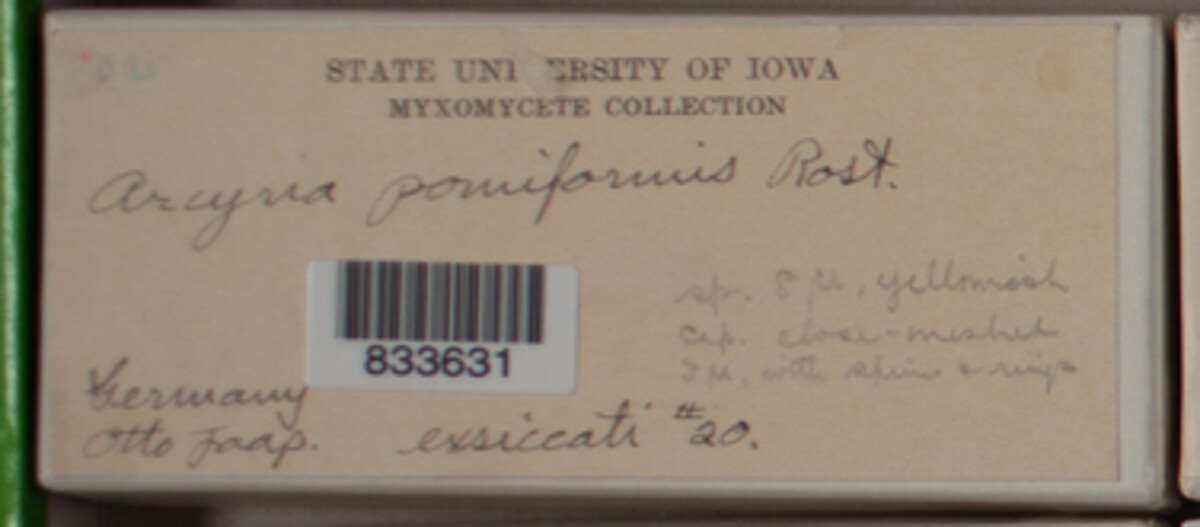 STATE UNI ERSITY OF IOWA
MYXOMYCETE COLLECTION
Arcyria pomiformis Rost.
833631
sp. 8 µ, yellowish
cap. close-meshed
3 µ, with spines & rings
Germany
Otto Jaap. exsiccati #20.